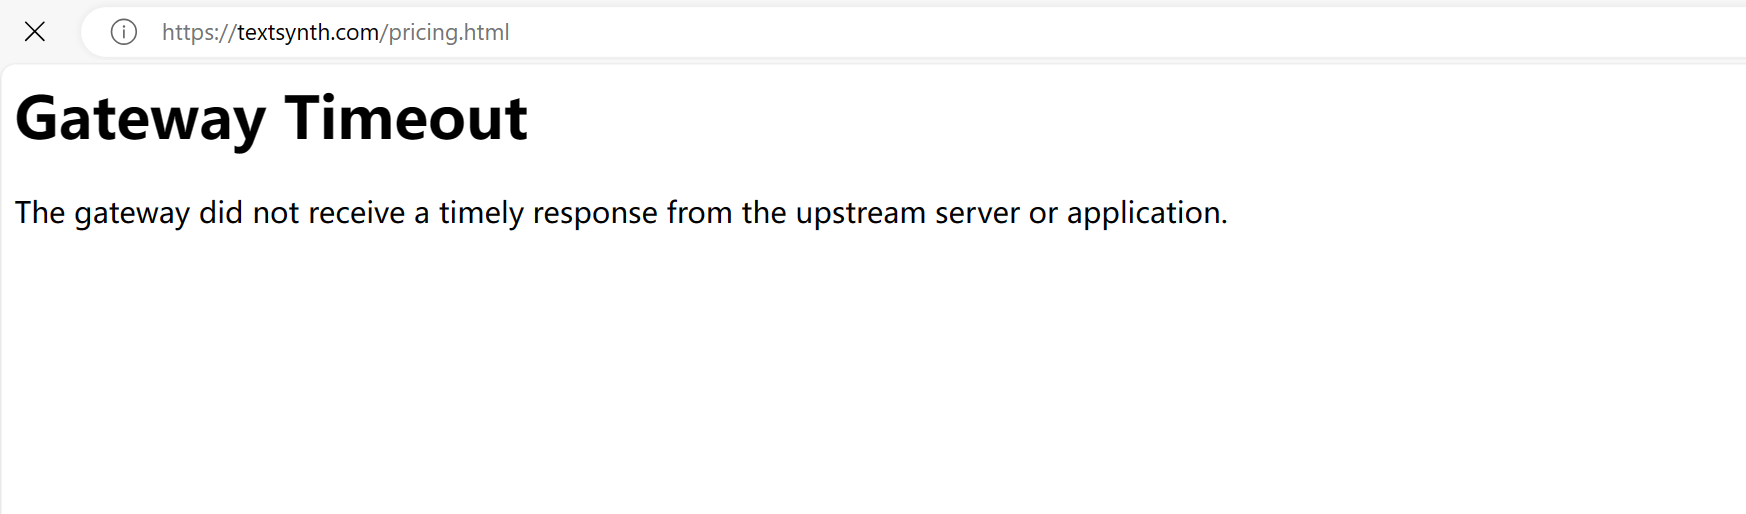 https://textsynth.com/pricing.html
Gateway Timeout
The gateway did not receive a timely response from the upstream server or application.